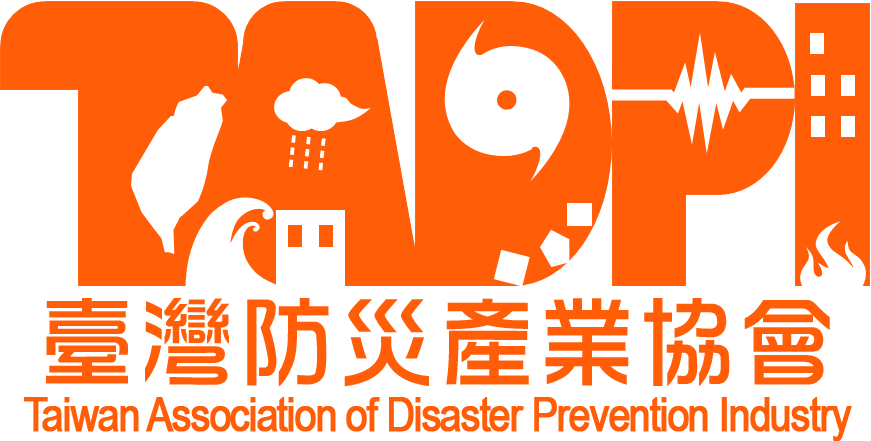 TADPI
臺灣防災產業協會
Taiwan Association of Disaster Prevention Industry